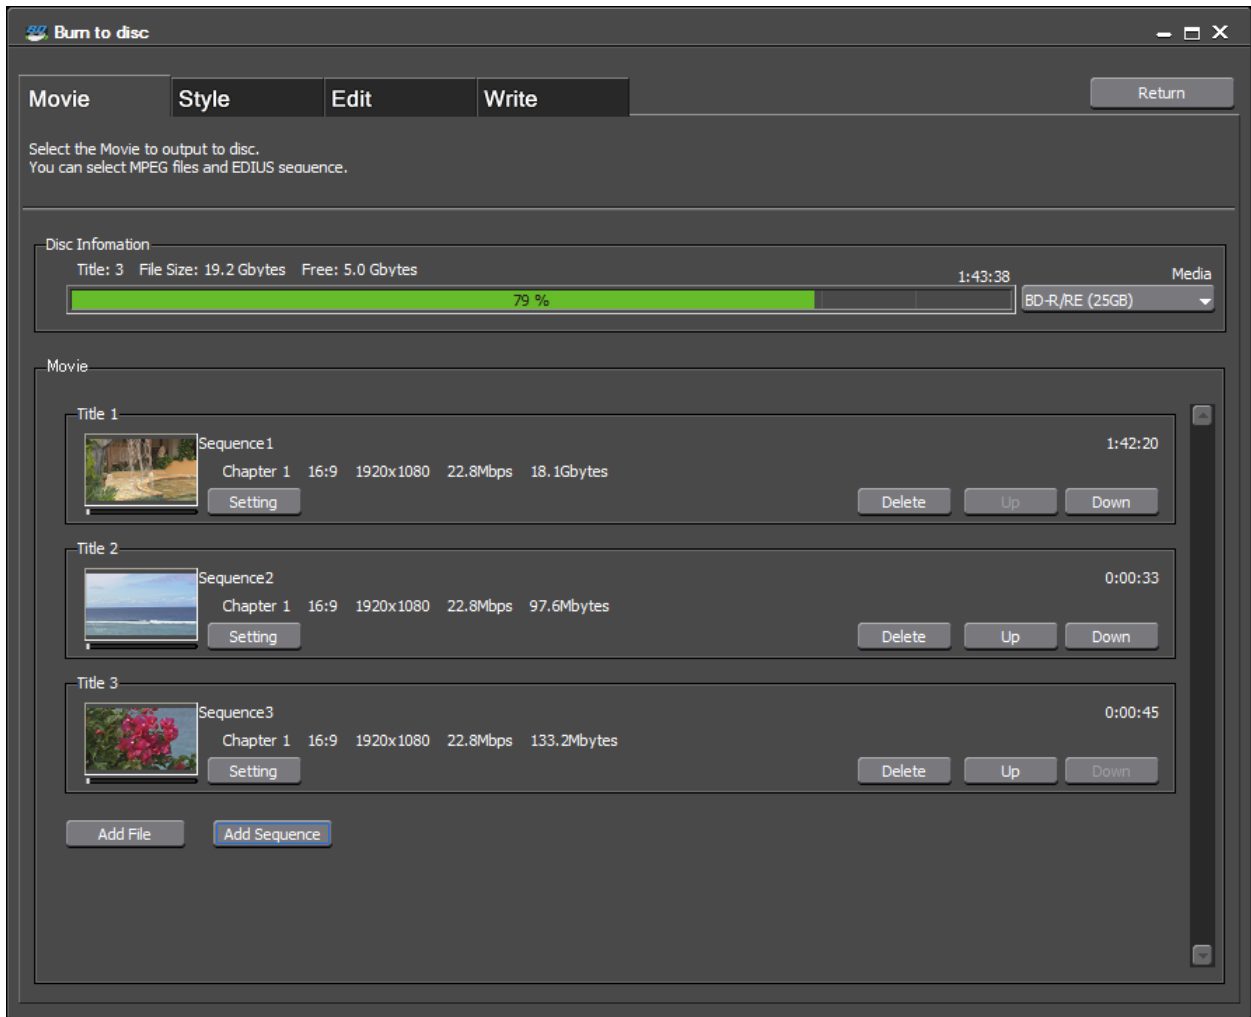 Burn to disc
Movie Style Edit Write Return
Select the Movie to output to disc.
You can select MPEG files and EDIUS sequence.
Disc Infomation
Title: 3 File Size: 19.2 Gbytes Free: 5.0 Gbytes 1:43:38 Media
79 % BD-R/RE (25GB)
Movie
Title 1
Sequence1 1:42:20
Chapter 1 16:9 1920x1080 22.8Mbps 18.1Gbytes
Setting Delete Up Down
Title 2
Sequence2 0:00:33
Chapter 1 16:9 1920x1080 22.8Mbps 97.6Mbytes
Setting Delete Up Down
Title 3
Sequence3 0:00:45
Chapter 1 16:9 1920x1080 22.8Mbps 133.2Mbytes
Setting Delete Up Down
Add File Add Sequence